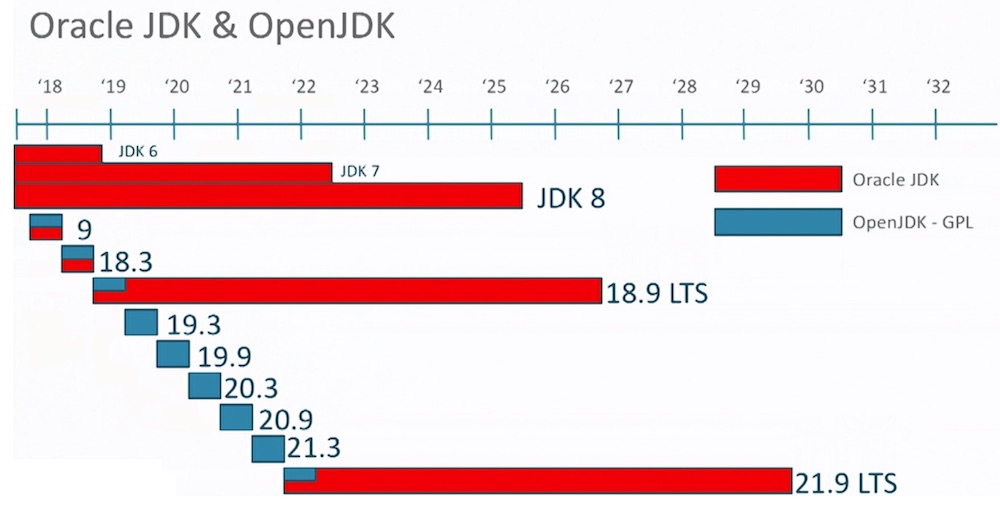 Oracle JDK & OpenJDK
‘18 ‘19 ‘20 ‘21 ‘22 ‘23 ‘24 ‘25 ‘26 ‘27 ‘28 ‘29 ‘30 ‘31 ‘32
JDK 6
JDK 7
Oracle JDK
JDK 8
OpenJDK - GPL
9
18.3
18.9 LTS
19.3
19.9
20.3
20.9
21.3
21.9 LTS